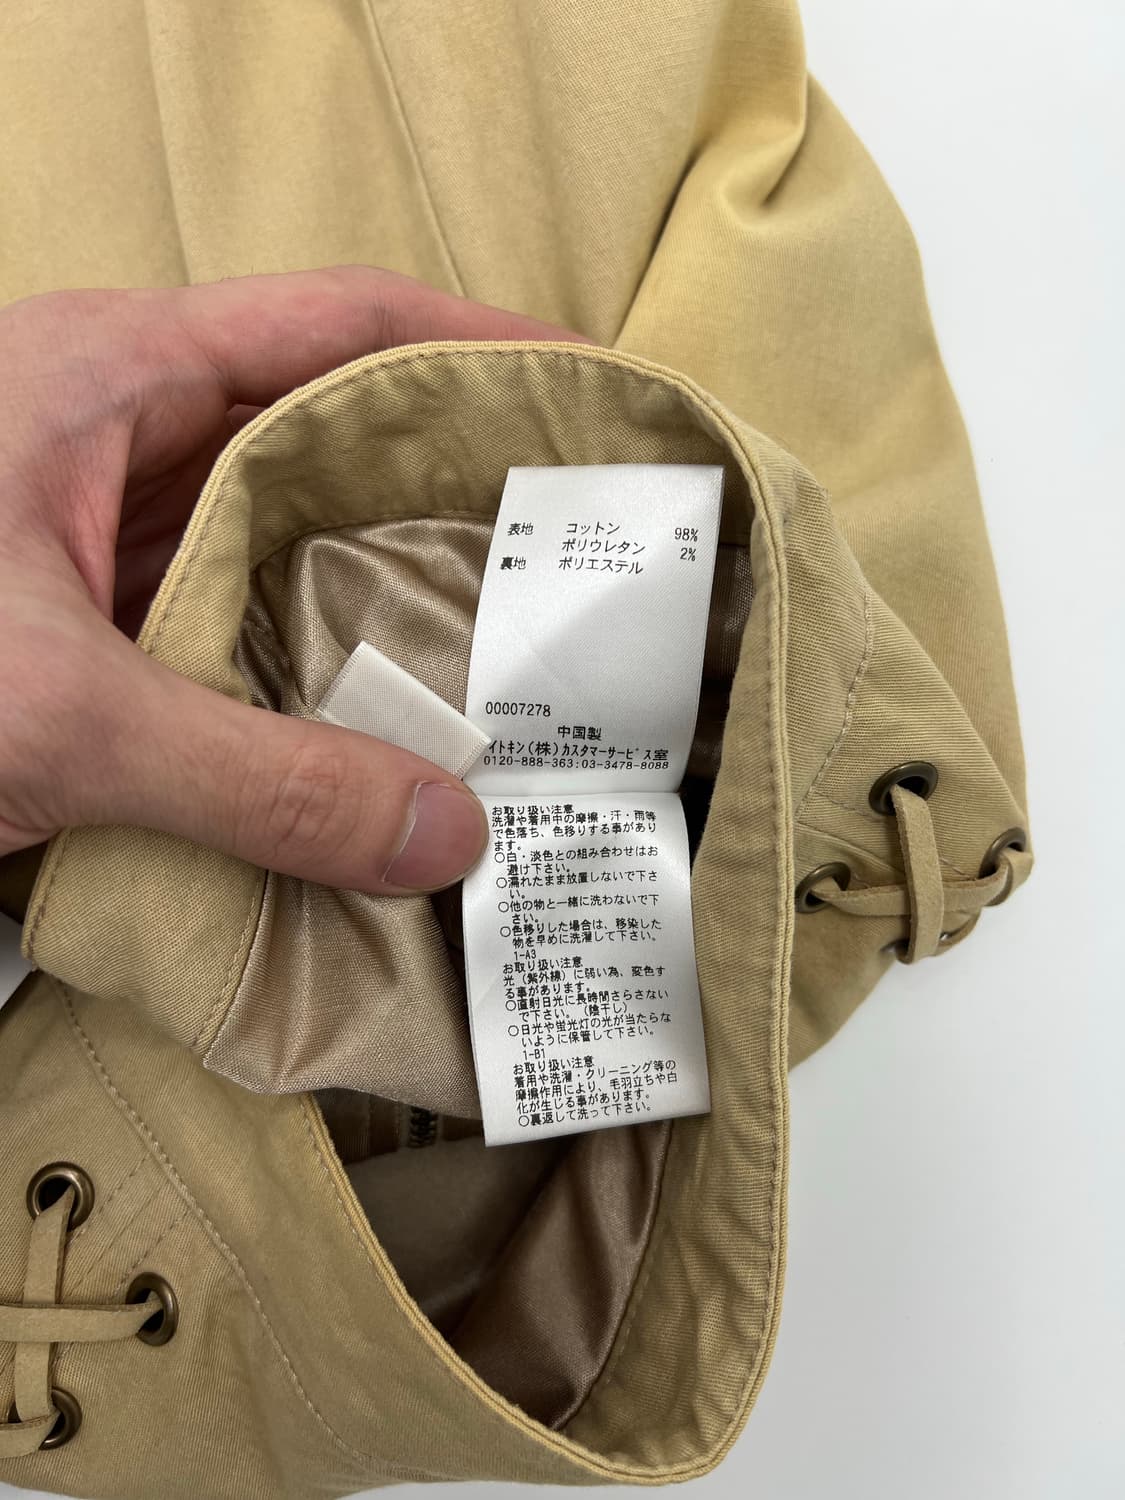 表地 コットン 98%
ポリウレタン 2%
裏地 ポリエステル
00007278
中国製
イトキン(株)カスタマーサービス室
0120-888-363:03-3478-8088
お取り扱い注意
洗濯や着用中の摩擦・汗・雨等
で色落ち、色移りする事があり
ます。
○白・淡色との組み合わせはお
避け下さい。
○濡れたまま放置しないで下さ
い。
○他の物と一緒に洗わないで下
さい。
○色移りした場合は、移染した
物を早めに洗濯して下さい。
1-A3
お取り扱い注意
光（紫外線）に弱い為、変色す
る事があります。
○直射日光に長時間さらさない
で下さい。（陰干し）
○日光や蛍光灯の光が当たらな
いように保管して下さい。
1-B1
お取り扱い注意
着用や洗濯・クリーニング等の
摩擦作用により、毛羽立ちや白
化が生じる事があります。
○裏返して洗って下さい。